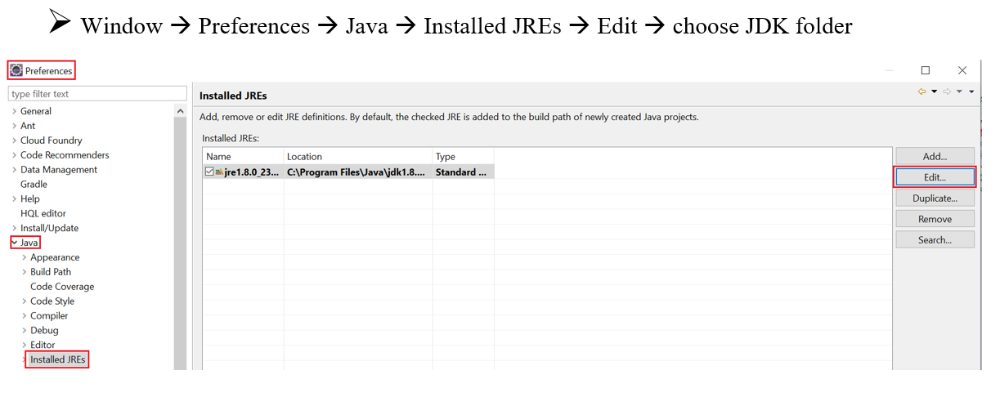 Window → Preferences → Java → Installed JREs → Edit → choose JDK folder
Preferences
type filter text
General
Ant
Cloud Foundry
Code Recommenders
Data Management
Gradle
Help
HQL editor
Install/Update
Java
Appearance
Build Path
Code Coverage
Code Style
Compiler
Debug
Editor
Installed JREs
Installed JREs
Add, remove or edit JRE definitions. By default, the checked JRE is added to the build path of newly created Java projects.
Installed JREs:
Name Location Type
jre1.8.0_23... C:\Program Files\Java\jdk1.8.... Standard ...
Add...
Edit...
Duplicate...
Remove
Search...